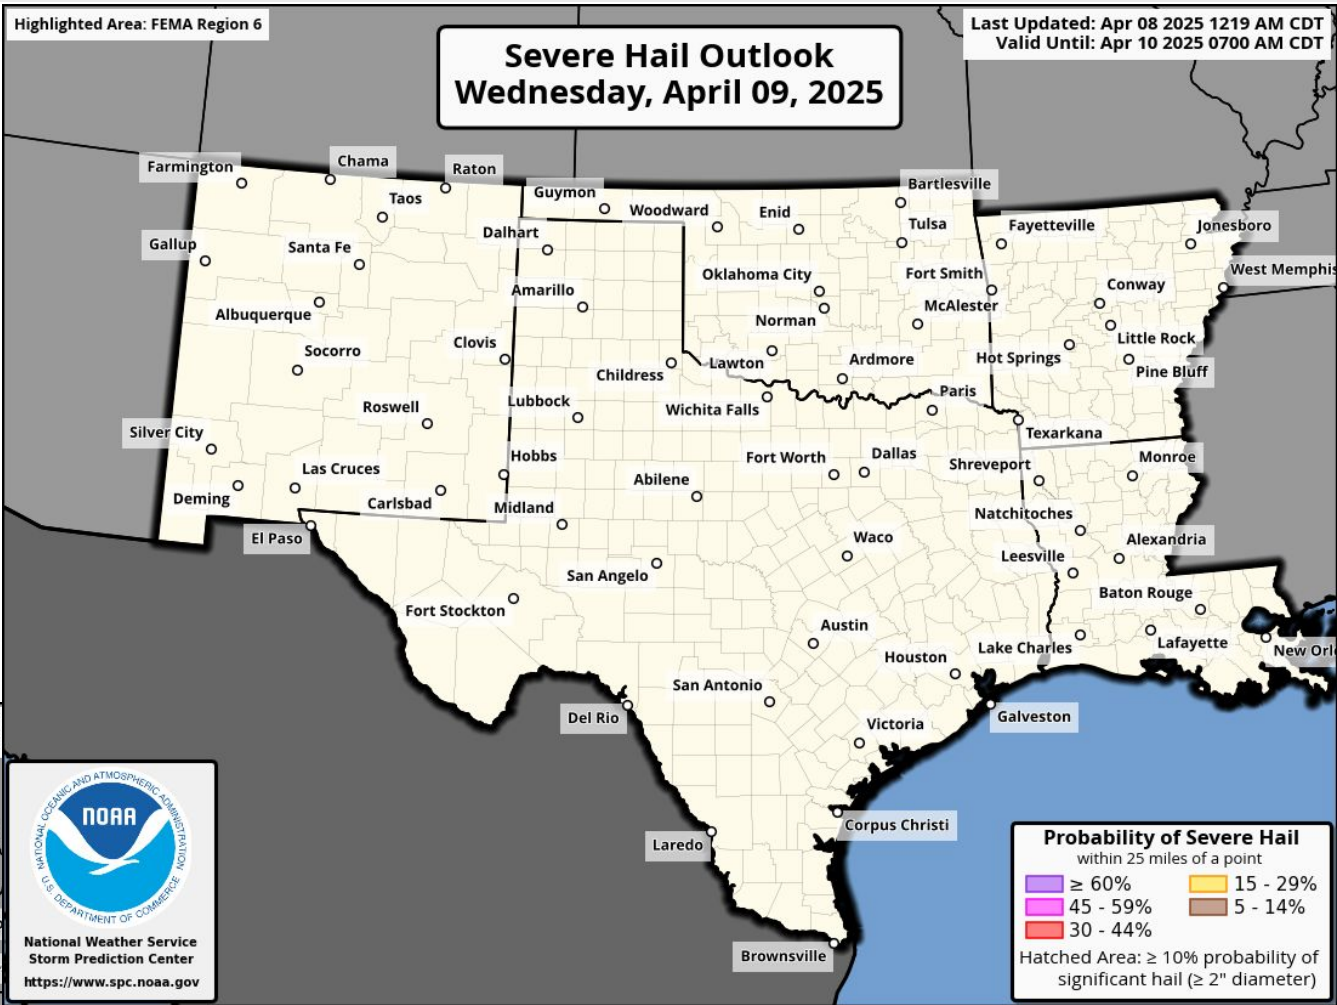 Highlighted Area: FEMA Region 6
Last Updated: Apr 08 2025 1219 AM CDT
Valid Until: Apr 10 2025 0700 AM CDT
Severe Hail Outlook
Wednesday, April 09, 2025
Farmington
Chama
Raton
Taos
Guymon
Woodward
Enid
Bartlesville
Tulsa
Fayetteville
Jonesboro
Gallup
Santa Fe
Dalhart
Oklahoma City
Fort Smith
West Memphis
Amarillo
Conway
Albuquerque
Norman
McAlester
Little Rock
Socorro
Clovis
Childress
Lawton
Ardmore
Hot Springs
Pine Bluff
Roswell
Lubbock
Wichita Falls
Paris
Texarkana
Silver City
Las Cruces
Hobbs
Fort Worth
Dallas
Shreveport
Monroe
Deming
Carlsbad
Midland
Abilene
Natchitoches
El Paso
Waco
Leesville
Alexandria
San Angelo
Fort Stockton
Baton Rouge
Austin
Lake Charles
Lafayette
New Orl
Houston
San Antonio
Del Rio
Victoria
Galveston
Laredo
Corpus Christi
Brownsville
NATIONAL OCEANIC AND ATMOSPHERIC ADMINISTRATION
NOAA
U.S. DEPARTMENT OF COMMERCE
National Weather Service
Storm Prediction Center
https://www.spc.noaa.gov
Probability of Severe Hail
within 25 miles of a point
≥ 60%
15 - 29%
45 - 59%
5 - 14%
30 - 44%
Hatched Area: ≥ 10% probability of
significant hail (≥ 2" diameter)